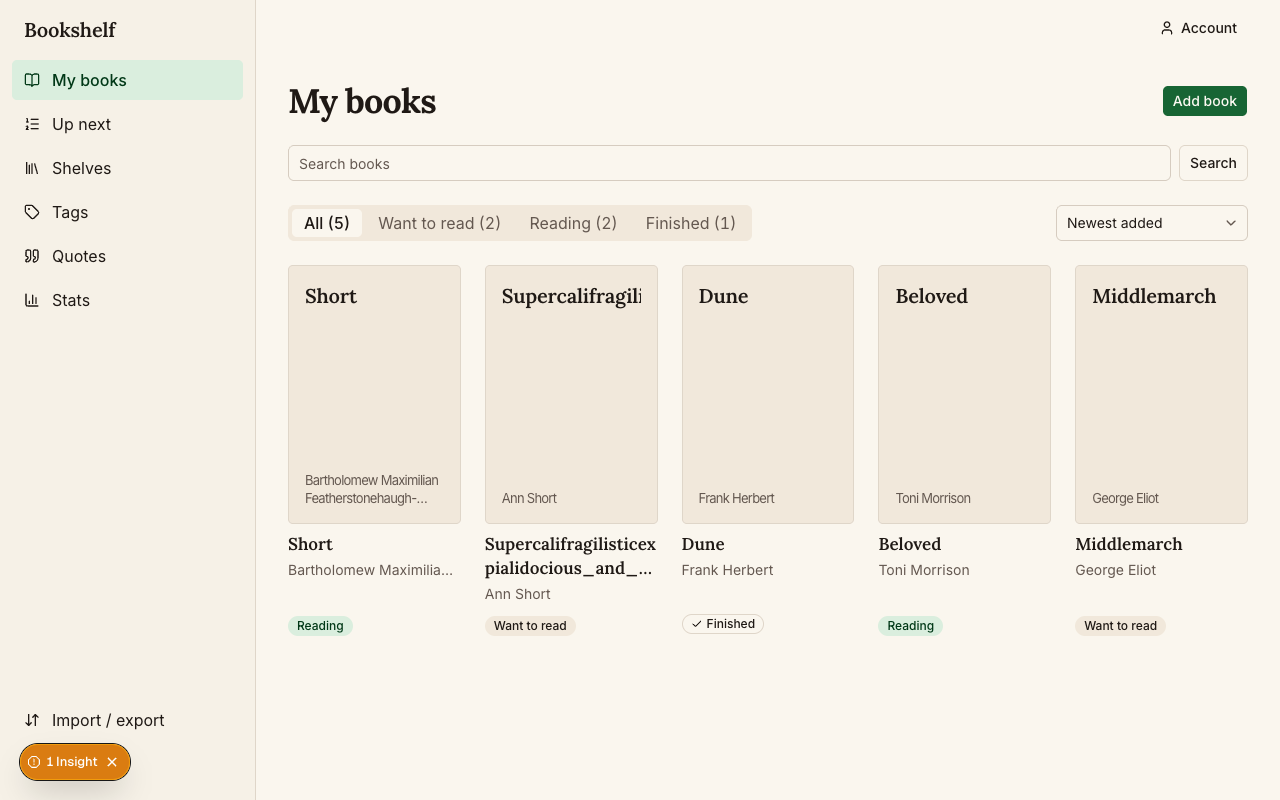 Bookshelf
Account
My books
Up next
Shelves
Tags
Quotes
Stats
Import / export
1 Insight
My books
Add book
Search books
Search
All (5)
Want to read (2)
Reading (2)
Finished (1)
Newest added
Short
Bartholomew Maximilian
Featherstonehaugh-...
Short
Bartholomew Maximilia...
Reading
Supercalifragili
Ann Short
Supercalifragilisticex
pialidocious_and_...
Ann Short
Want to read
Dune
Frank Herbert
Dune
Frank Herbert
Finished
Beloved
Toni Morrison
Beloved
Toni Morrison
Reading
Middlemarch
George Eliot
Middlemarch
George Eliot
Want to read